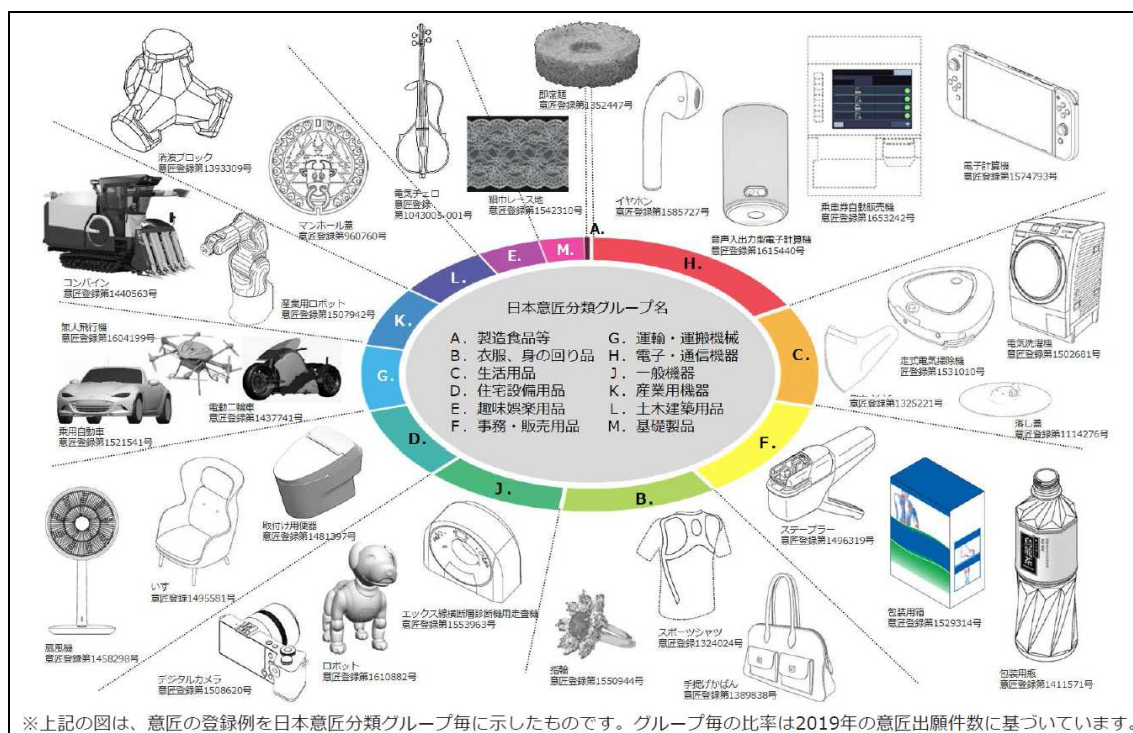 消波ブロック
意匠登録第1393309号
マンホール蓋
意匠登録第960760号
電気チェロ
意匠登録
第1043005-001号
細巾レース地
意匠登録第1542310号
即席麺
意匠登録第1352447号
イヤホン
意匠登録第1585727号
音声入出力型電子計算機
意匠登録第1615440号
乗車券自動販売機
意匠登録第1653242号
電子計算機
意匠登録第1574793号
コンバイン
意匠登録第1440563号
産業用ロボット
意匠登録第1507942号
無人飛行機
意匠登録第1604199号
電動二輪車
意匠登録第1437741号
乗用自動車
意匠登録第1521541号
電気洗濯機
意匠登録第1502681号
走式電気掃除機
意匠登録第1531010号
第1325221号
落し蓋
意匠登録第1114276号
A.
H.
C.
F.
B.
J.
D.
G.
K.
L.
E.
M.
日本意匠分類グループ名
A. 製造食品等
B. 衣服、身の回り品
C. 生活用品
D. 住宅設備用品
E. 趣味娯楽用品
F. 事務・販売用品
G. 運輸・運搬機械
H. 電子・通信機器
J. 一般機器
K. 産業用機器
L. 土木建築用品
M. 基礎製品
扇風機
意匠登録第1458298号
いす
意匠登録1495581号
取付け用便器
意匠登録第1481397号
デジタルカメラ
意匠登録第1508620号
ロボット
意匠登録第1610882号
エックス線横断層診断機用走査機
意匠登録第1553963号
指輪
意匠登録第1550944号
スポーツシャツ
意匠登録1324024号
手提げかばん
意匠登録第1389838号
ステープラー
意匠登録第1496319号
包装用箱
意匠登録第1529314号
包装用瓶
意匠登録第1411571号
※上記の図は、意匠の登録例を日本意匠分類グループ毎に示したものです。グループ毎の比率は2019年の意匠出願件数に基づいています。